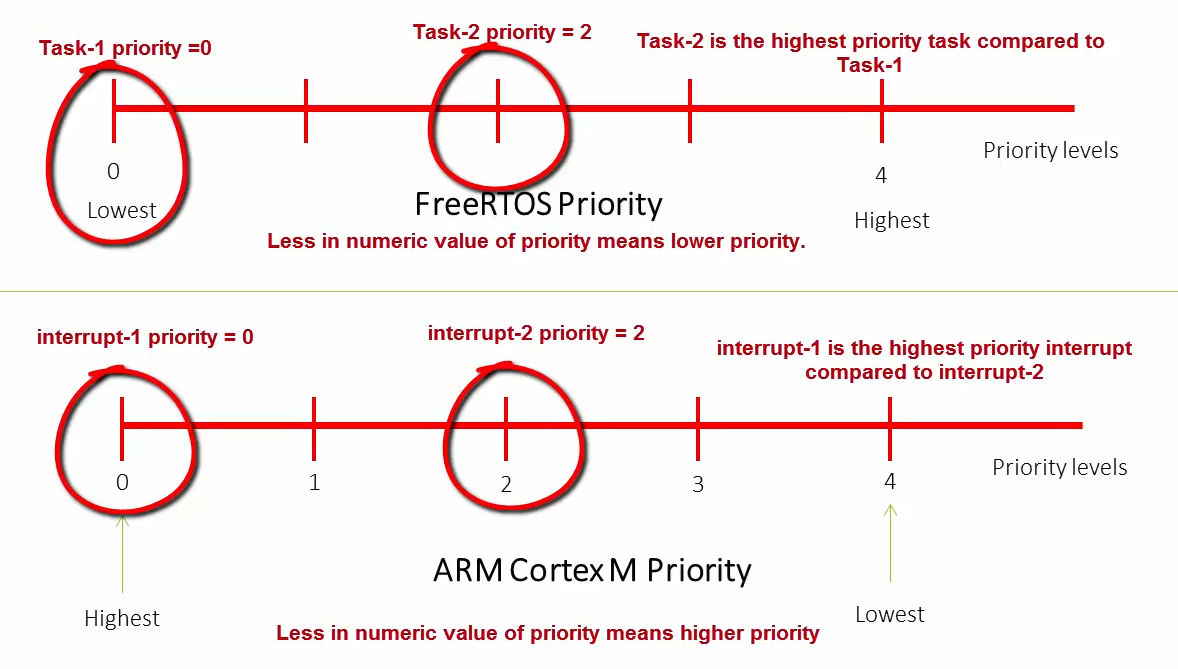 Task-1 priority =0
Task-2 priority = 2
Task-2 is the highest priority task compared to
Task-1
Priority levels
0
4
Lowest
Highest
FreeRTOS Priority
Less in numeric value of priority means lower priority.
interrupt-1 priority = 0
interrupt-2 priority = 2
interrupt-1 is the highest priority interrupt
compared to interrupt-2
Priority levels
0
1
2
3
4
ARM Cortex M Priority
Highest
Lowest
Less in numeric value of priority means higher priority